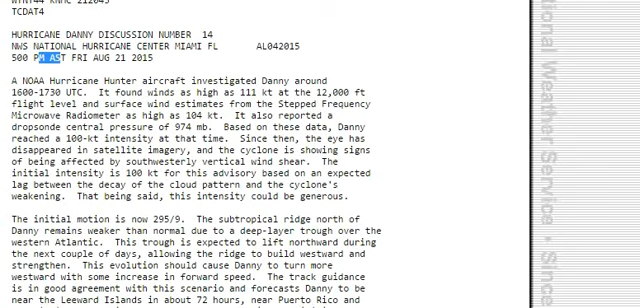 WTNT44 KNHC 212045
TCDAT4
HURRICANE DANNY DISCUSSION NUMBER 14
NWS NATIONAL HURRICANE CENTER MIAMI FL AL042015
500 PM AST FRI AUG 21 2015
A NOAA Hurricane Hunter aircraft investigated Danny around
1600-1730 UTC. It found winds as high as 111 kt at the 12,000 ft
flight level and surface wind estimates from the Stepped Frequency
Microwave Radiometer as high as 104 kt. It also reported a
dropsonde central pressure of 974 mb. Based on these data, Danny
reached a 100-kt intensity at that time. Since then, the eye has
disappeared in satellite imagery, and the cyclone is showing signs
of being affected by southwesterly vertical wind shear. The
initial intensity is 100 kt for this advisory based on an expected
lag between the decay of the cloud pattern and the cyclone's
weakening. That being said, this intensity could be generous.
The initial motion is now 295/9. The subtropical ridge north of
Danny remains weaker than normal due to a deep-layer trough over the
western Atlantic. This trough is expected to lift northward during
the next couple of days, allowing the ridge to build westward and
strengthen. This evolution should cause Danny to turn more
westward with some increase in forward speed. The track guidance
is in good agreement with this scenario and forecasts Danny to be
near the Leeward Islands in about 72 hours, near Puerto Rico and
tional Weather Service • Since